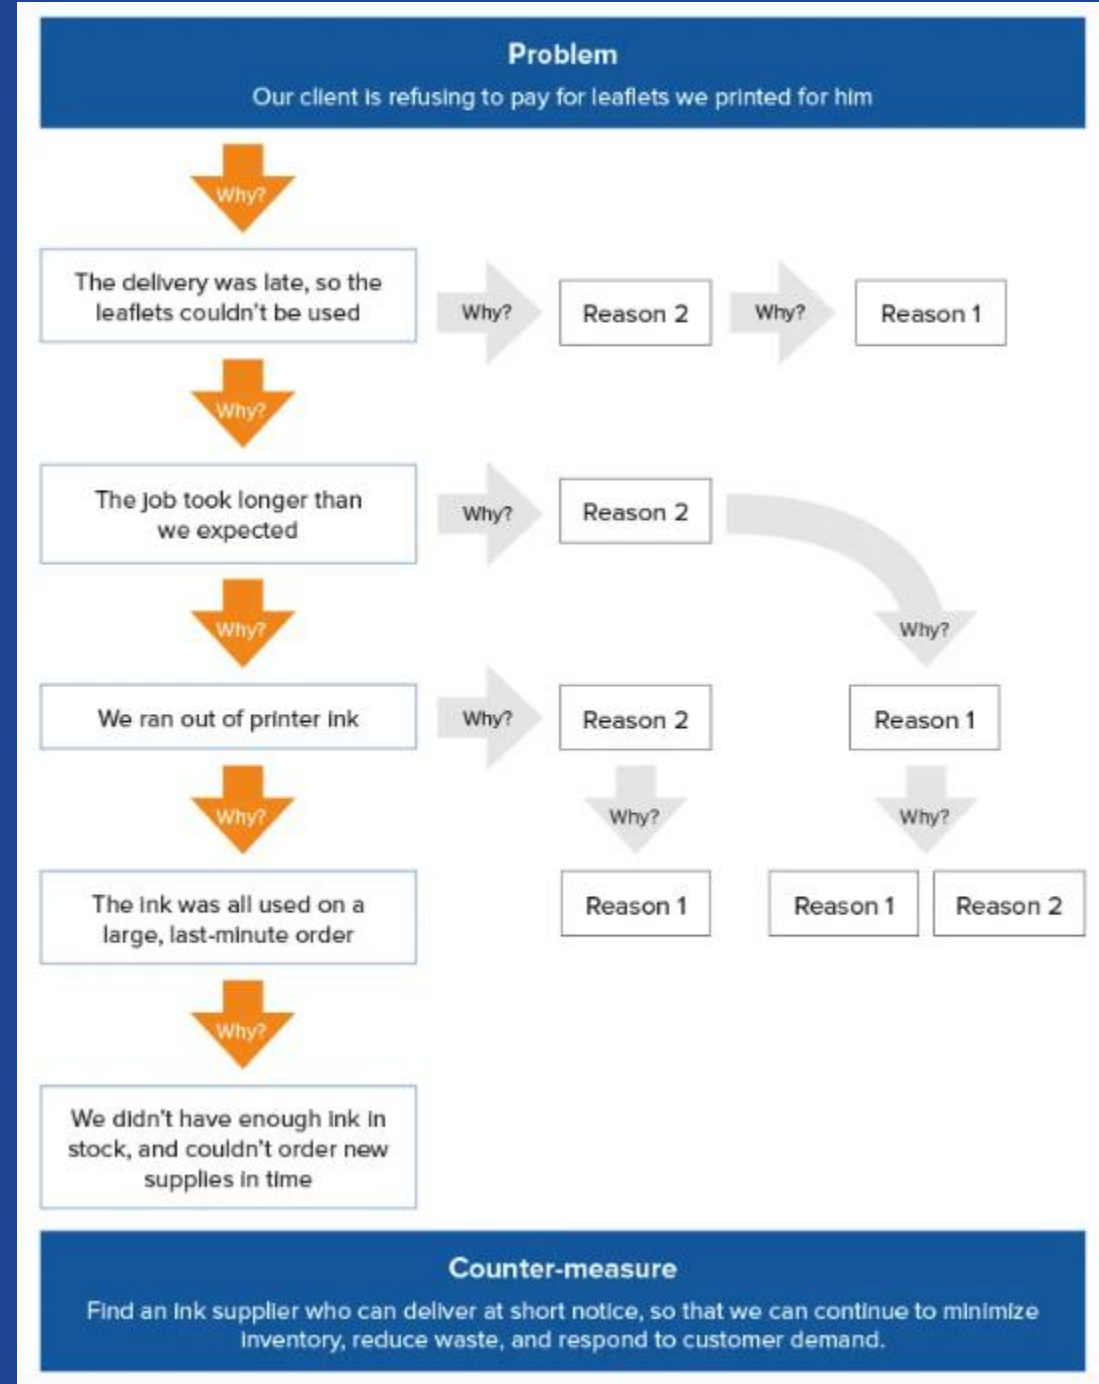 Problem
Our client is refusing to pay for leaflets we printed for him
Why?
The delivery was late, so the
leaflets couldn't be used
Why?
Reason 2
Why?
Reason 1
Why?
The job took longer than
we expected
Why?
Reason 2
Why?
Why?
We ran out of printer ink
Why?
Reason 2
Reason 1
Why?
Why?
Why?
The ink was all used on a
large, last-minute order
Reason 1
Reason 1
Reason 2
Why?
We didn't have enough ink in
stock, and couldn't order new
supplies in time
Counter-measure
Find an ink supplier who can deliver at short notice, so that we can continue to minimize
inventory, reduce waste, and respond to customer demand.